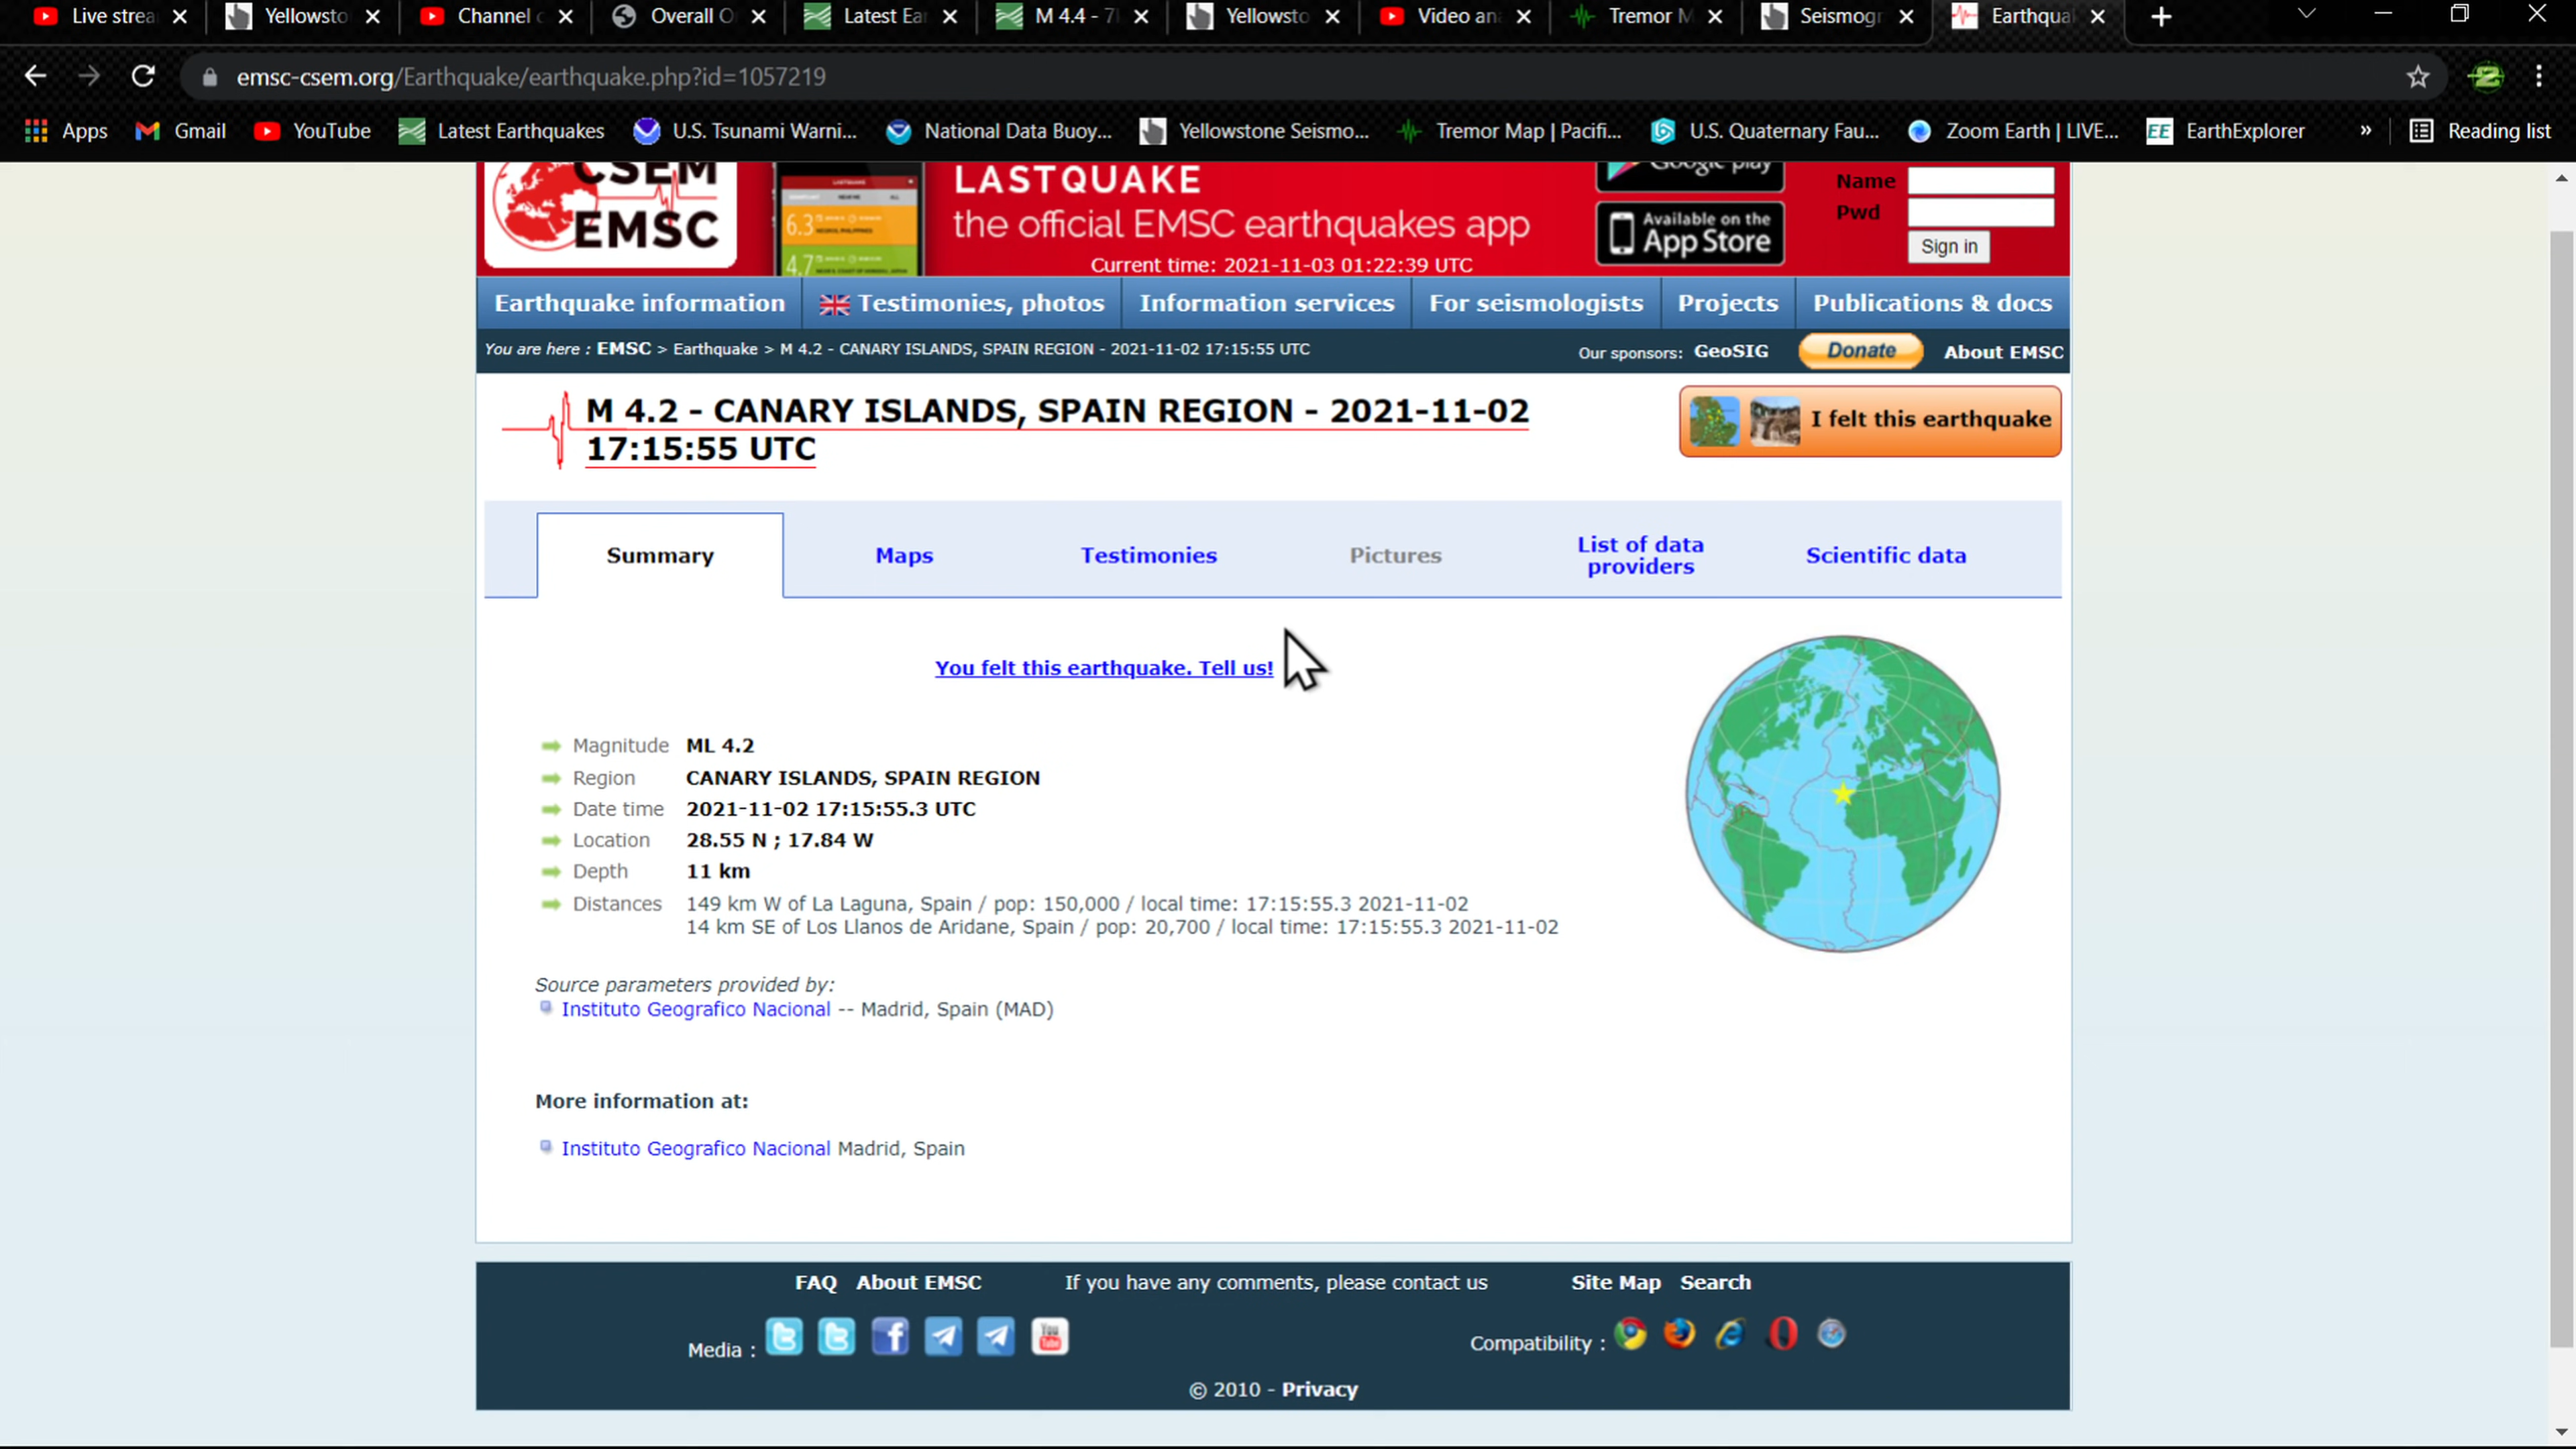 Live strea
Yellowsto
Channel
Overall O
Latest Ea
M 4.4 - 7
Yellowsto
Video an
Tremor M
Seismogr
Earthqua
emsc-csem.org/Earthquake/earthquake.php?id=1057219
Apps
Gmail
YouTube
Latest Earthquakes
U.S. Tsunami Warni...
National Data Buoy...
Yellowstone Seismo...
Tremor Map | Pacifi...
U.S. Quaternary Fau...
Zoom Earth | LIVE...
EE EarthExplorer
»
Reading list
CSEM
EMSC
LASTQUAKE
6.3
4.7
LASTQUAKE
the official EMSC earthquakes app
Current time: 2021-11-03 01:22:39 UTC
Google play
Available on the
App Store
Name
Pwd
Sign in
Earthquake information
Testimonies, photos
Information services
For seismologists
Projects
Publications & docs
You are here : EMSC > Earthquake > M 4.2 - CANARY ISLANDS, SPAIN REGION - 2021-11-02 17:15:55 UTC
Our sponsors: GeoSIG
Donate
About EMSC
M 4.2 - CANARY ISLANDS, SPAIN REGION - 2021-11-02
17:15:55 UTC
I felt this earthquake
Summary
Maps
Testimonies
Pictures
List of data
providers
Scientific data
You felt this earthquake. Tell us!
Magnitude ML 4.2
Region CANARY ISLANDS, SPAIN REGION
Date time 2021-11-02 17:15:55.3 UTC
Location 28.55 N ; 17.84 W
Depth 11 km
Distances 149 km W of La Laguna, Spain / pop: 150,000 / local time: 17:15:55.3 2021-11-02
14 km SE of Los Llanos de Aridane, Spain / pop: 20,700 / local time: 17:15:55.3 2021-11-02
Source parameters provided by:
Instituto Geografico Nacional -- Madrid, Spain (MAD)
More information at:
Instituto Geografico Nacional Madrid, Spain
FAQ About EMSC If you have any comments, please contact us Site Map Search
Media :
You
Tube
Compatibility :
© 2010 - Privacy